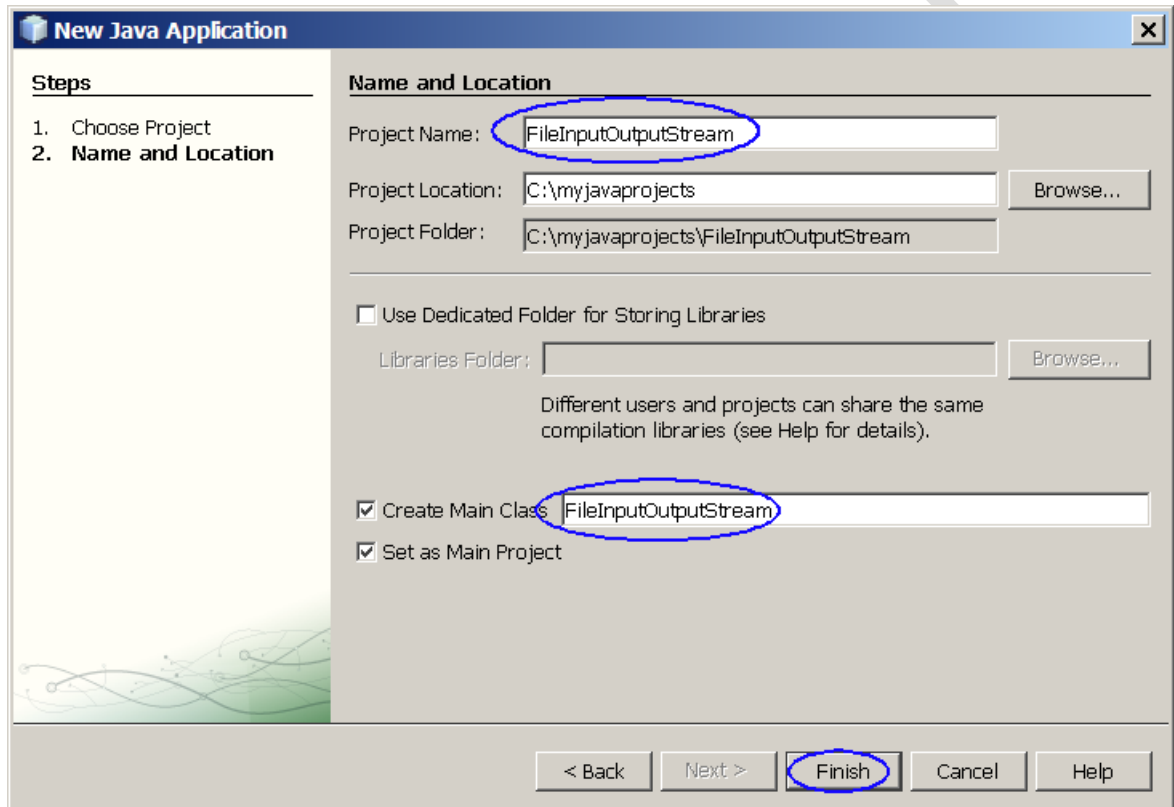 New Java Application
Steps
1. Choose Project
2. Name and Location
Name and Location
Project Name: FileInputOutputStream
Project Location: C:\myjavaprojects Browse...
Project Folder: C:\myjavaprojects\FileInputOutputStream
Use Dedicated Folder for Storing Libraries
Libraries Folder: Browse...
Different users and projects can share the same
compilation libraries (see Help for details).
Create Main Class FileInputOutputStream
Set as Main Project
< Back Next > Finish Cancel Help